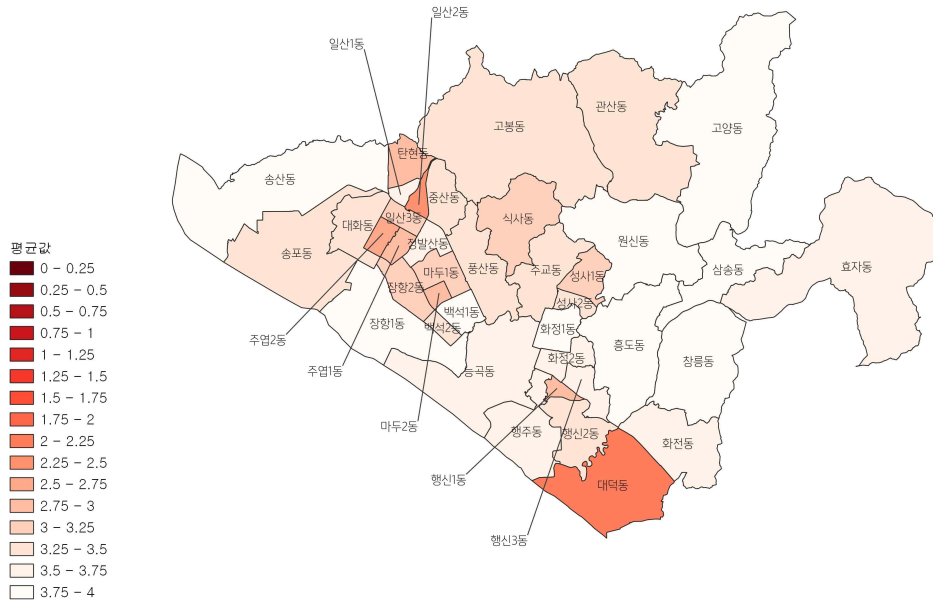 일산2동
일산1동
관산동
고봉동
고양동
탄현동
송산동
중산동
일산3동
식사동
대화동
정발산동
원신동
송포동
풍산동
주교동
성사1동
삼송동
효자동
마두1동
장항2동
성사2동
백석1동
장항1동
백석2동
화정1동
주엽2동
흥도동
창릉동
화정2동
주엽1동
능곡동
마두2동
행주동
행신2동
화전동
행신1동
대덕동
행신3동
평균값
0 - 0.25
0.25 - 0.5
0.5 - 0.75
0.75 - 1
1 - 1.25
1.25 - 1.5
1.5 - 1.75
1.75 - 2
2 - 2.25
2.25 - 2.5
2.5 - 2.75
2.75 - 3
3 - 3.25
3.25 - 3.5
3.5 - 3.75
3.75 - 4